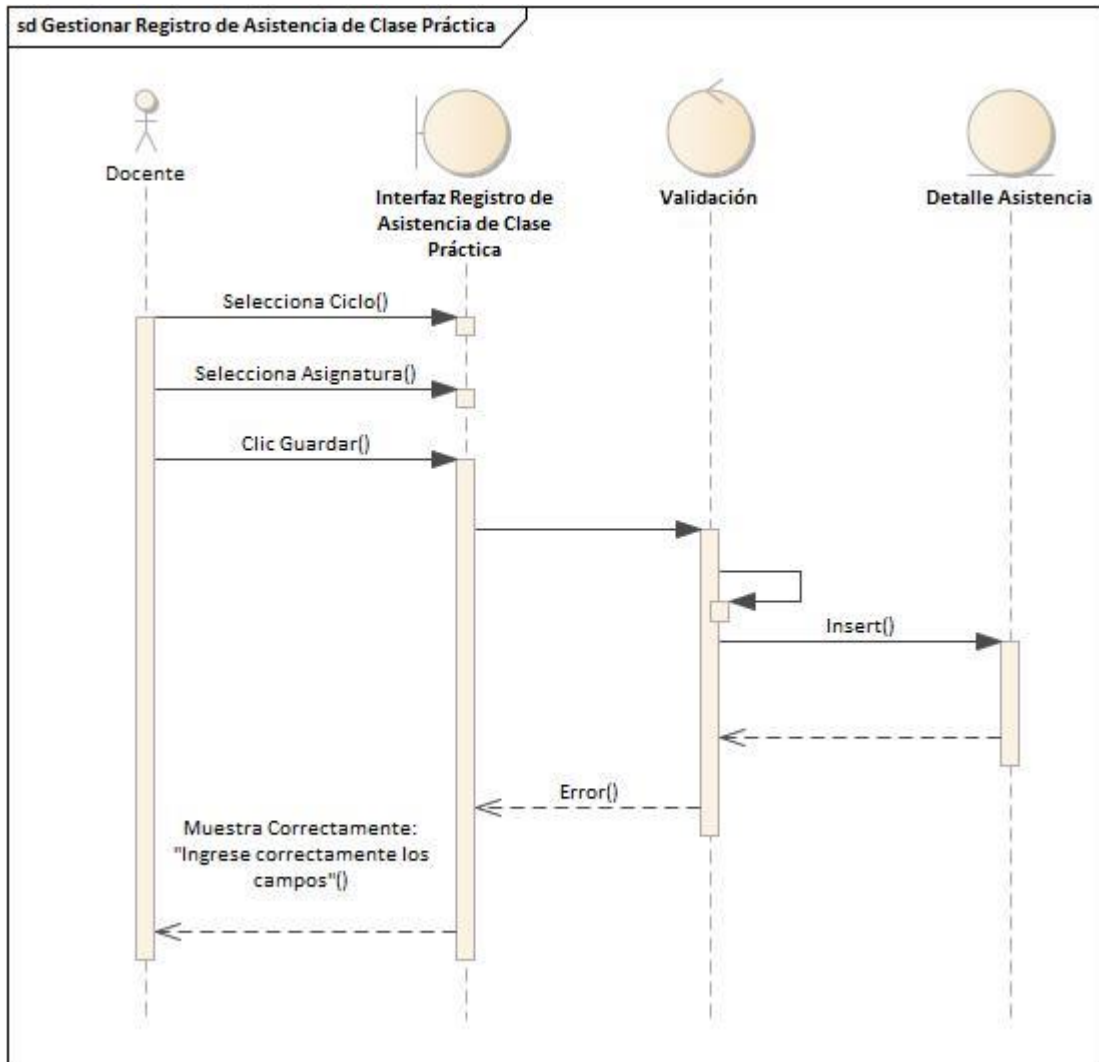 sd Gestionar Registro de Asistencia de Clase Práctica
Docente
Interfaz Registro de
Asistencia de Clase
Práctica
Validación
Detalle Asistencia
Selecciona Ciclo()
Selecciona Asignatura()
Clic Guardar()
Insert()
Error()
Muestra Correctamente:
"Ingrese correctamente los
campos"()